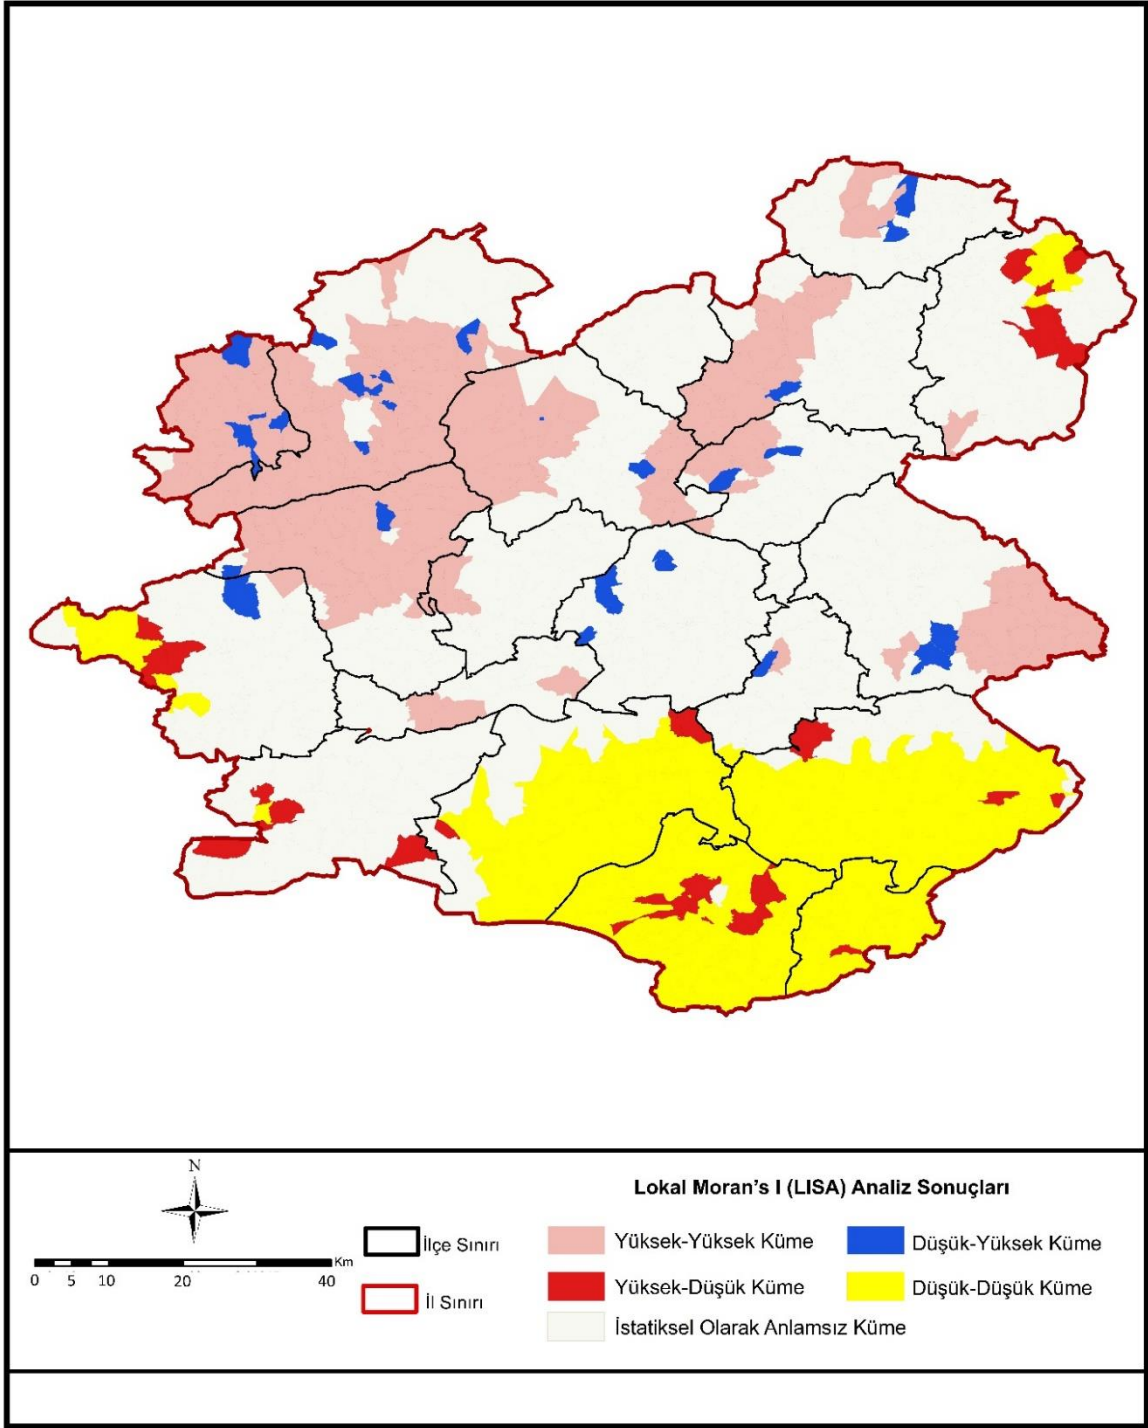 N
Km
0 5 10 20 40
İlçe Sınırı
İl Sınırı
Lokal Moran's I (LISA) Analiz Sonuçları
Yüksek-Yüksek Küme
Düşük-Yüksek Küme
Yüksek-Düşük Küme
Düşük-Düşük Küme
İstatiksel Olarak Anlamsız Küme